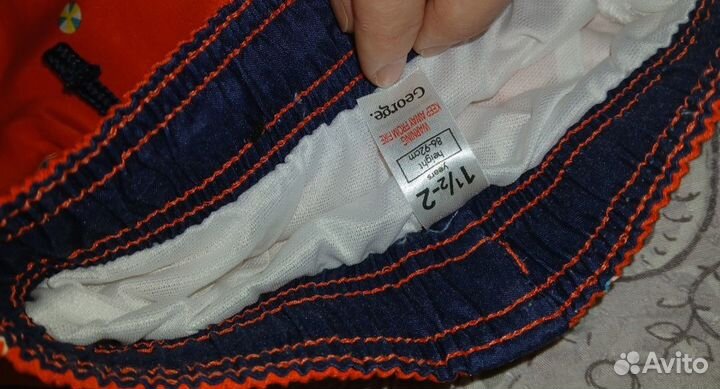 George.
WARNING
KEEP AWAY FROM FIRE
height
86-92cm
years
1½-2
Avito